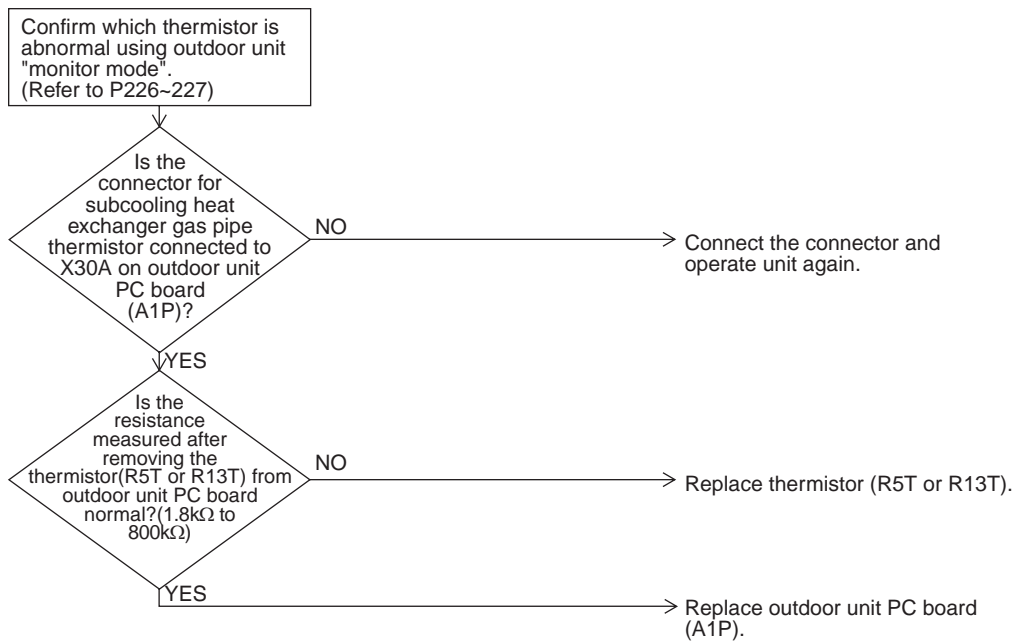 Confirm which thermistor is
abnormal using outdoor unit
"monitor mode".
(Refer to P226~227)
Is the
connector for
subcooling heat
exchanger gas pipe
thermistor connected to
X30A on outdoor unit
PC board
(A1P)?
NO
Connect the connector and
operate unit again.
YES
Is the
resistance
measured after
removing the
thermistor(R5T or R13T) from
outdoor unit PC board
normal?(1.8kΩ to
800kΩ)
NO
Replace thermistor (R5T or R13T).
YES
Replace outdoor unit PC board
(A1P).